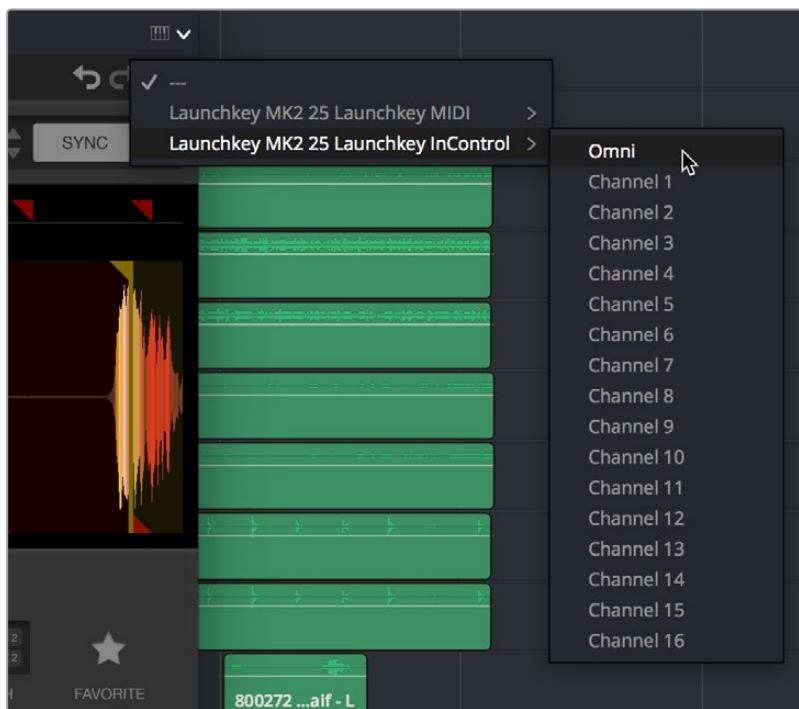 ---
Launchkey MK2 25 Launchkey MIDI >
SYNC
Launchkey MK2 25 Launchkey InControl >
Omni
Channel 1
Channel 2
Channel 3
Channel 4
Channel 5
Channel 6
Channel 7
Channel 8
Channel 9
Channel 10
Channel 11
Channel 12
Channel 13
Channel 14
Channel 15
Channel 16
2
2
H
FAVORITE
800272 ...aif - L